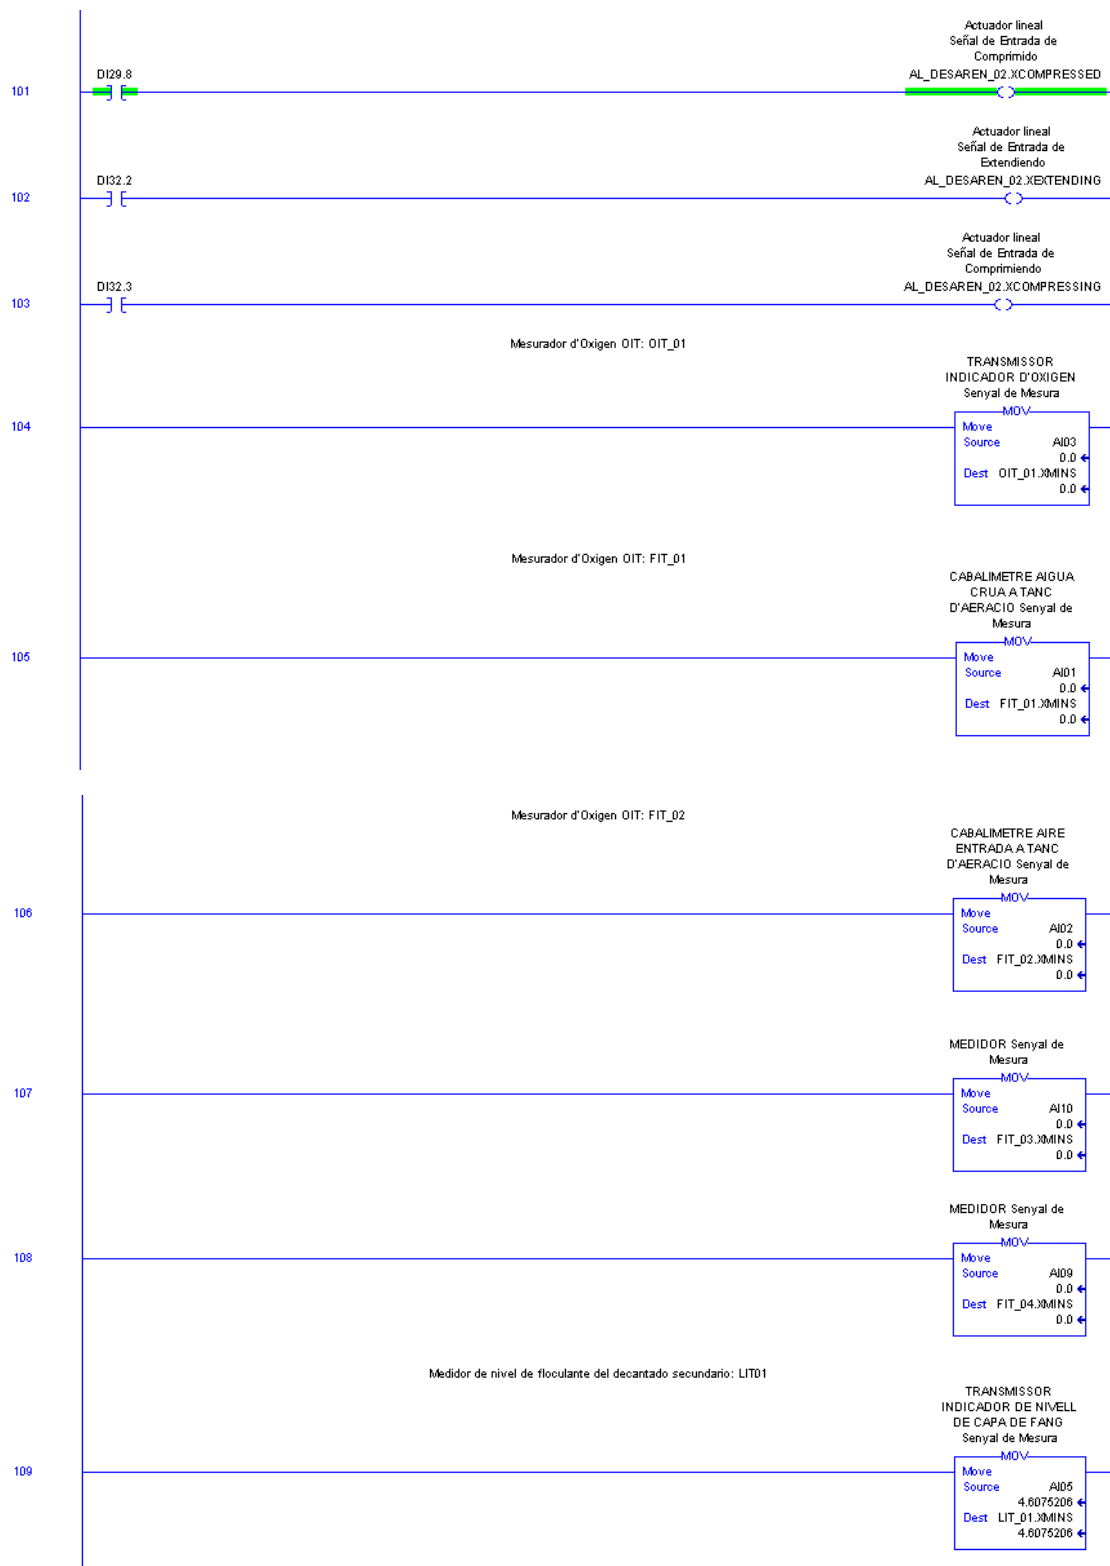 Actuador lineal
Señal de Entrada de
Comprimido
DI29.8
AL_DESAREN_02.XCOMPRESSED
101
Actuador lineal
Señal de Entrada de
Extendiendo
DI32.2
AL_DESAREN_02.XEXTENDING
102
Actuador lineal
Señal de Entrada de
Comprimiendo
DI32.3
AL_DESAREN_02.XCOMPRESSING
103
Mesurador d'Oxigen OIT: OIT_01
TRANSMISSOR
INDICADOR D'OXIGEN
Senyal de Mesura
MOV
104
Move
Source AI03
0.0
Dest OIT_01.XMINS
0.0
Mesurador d'Oxigen OIT: FIT_01
CABALIMETRE AIGUA
CRUA A TANC
D'AERACIO Senyal de
Mesura
MOV
105
Move
Source AI01
0.0
Dest FIT_01.XMINS
0.0
Mesurador d'Oxigen OIT: FIT_02
CABALIMETRE AIRE
ENTRADA A TANC
D'AERACIO Senyal de
Mesura
MOV
106
Move
Source AI02
0.0
Dest FIT_02.XMINS
0.0
MEDIDOR Senyal de
Mesura
MOV
107
Move
Source AI10
0.0
Dest FIT_03.XMINS
0.0
MEDIDOR Senyal de
Mesura
MOV
108
Move
Source AI09
0.0
Dest FIT_04.XMINS
0.0
Medidor de nivel de floculante del decantado secundario: LIT01
TRANSMISSOR
INDICADOR DE NIVELL
DE CAPA DE FANG
Senyal de Mesura
MOV
109
Move
Source AI05
4.6075206
Dest LIT_01.XMINS
4.6075206